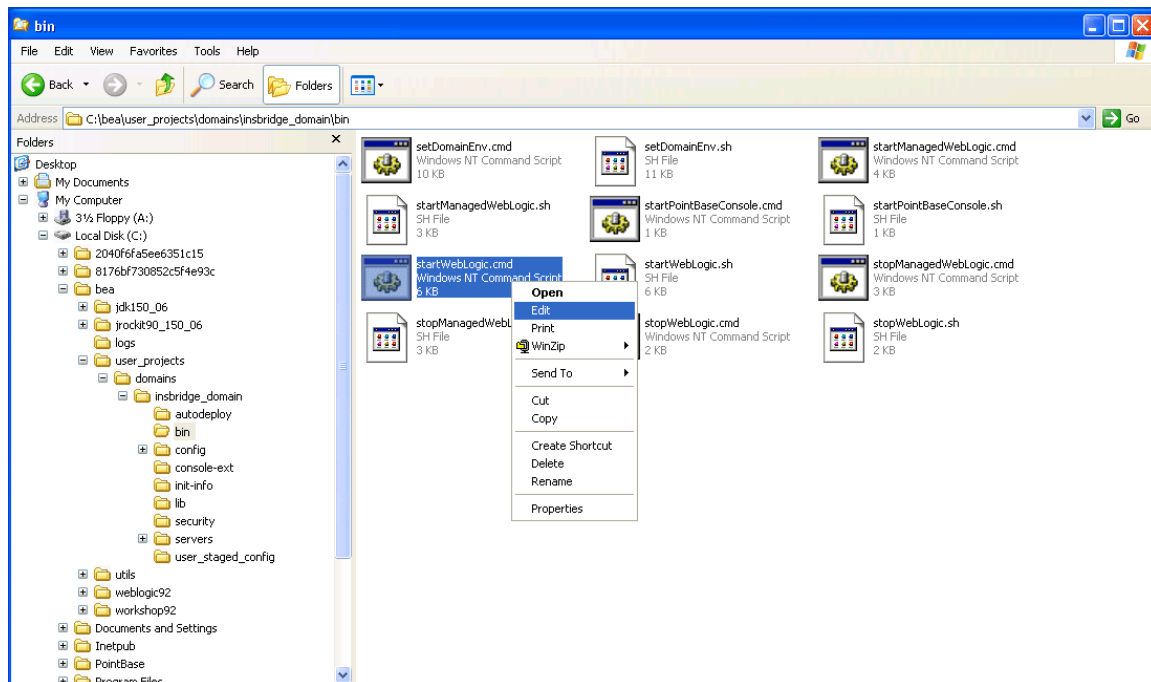 bin
File Edit View Favorites Tools Help
Back Search Folders
Address C:\bea\user_projects\domains\insbridge_domain\bin Go
Folders x
Desktop
My Documents
My Computer
3½ Floppy (A:)
Local Disk (C:)
2040f6fa5ee6351c15
8176bf730852c5f4e93c
bea
jdk150_06
jrockit90_150_06
logs
user_projects
domains
insbridge_domain
autodeploy
bin
config
console-ext
init-info
lib
security
servers
user_staged_config
utils
weblogic92
workshop92
Documents and Settings
Inetpub
PointBase
Program Files
setDomainEnv.cmd
Windows NT Command Script
10 KB
setDomainEnv.sh
SH File
11 KB
startManagedWebLogic.cmd
Windows NT Command Script
4 KB
startManagedWebLogic.sh
SH File
3 KB
startPointBaseConsole.cmd
Windows NT Command Script
1 KB
startPointBaseConsole.sh
SH File
1 KB
startWebLogic.cmd
Windows NT Command Script
6 KB
startWebLogic.sh
SH File
6 KB
stopManagedWebLogic.cmd
Windows NT Command Script
3 KB
stopManagedWebL
SH File
3 KB
stopWebLogic.cmd
Windows NT Command Script
2 KB
stopWebLogic.sh
SH File
2 KB
Open
Edit
Print
WinZip
Send To
Cut
Copy
Create Shortcut
Delete
Rename
Properties